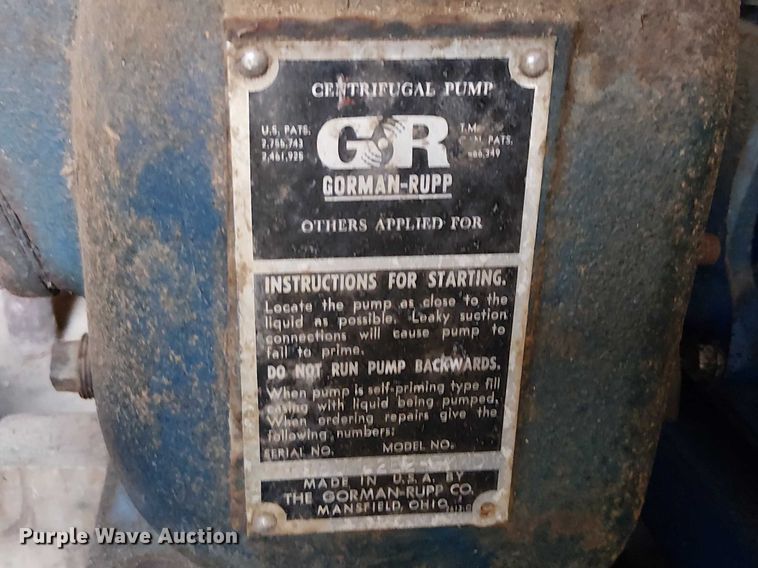 CENTRIFUGAL PUMP
U.S. PATS. T.M.
2,755,743 PATS.
2,461,925
GR
GORMAN-RUPP
OTHERS APPLIED FOR
INSTRUCTIONS FOR STARTING.
Locate the pump as close to the
liquid as possible. Leaky suction
connections will cause pump to
fail to prime.
DO NOT RUN PUMP BACKWARDS.
When pump is self-priming type fill
casing with liquid being pumped.
When ordering repairs give the
following numbers:
SERIAL NO. MODEL NO.
MADE IN U.S.A. BY
THE GORMAN-RUPP CO.
MANSFIELD, OHIO
Purple Wave Auction